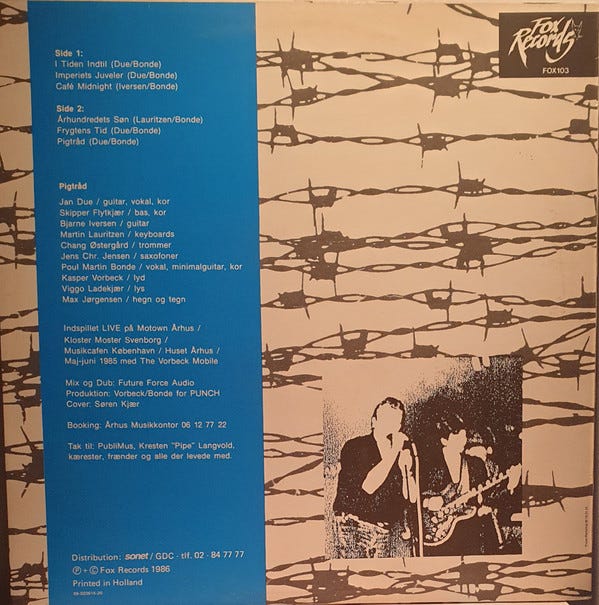 Fox
Records
FOX103
Side 1:
I Tiden Indtil (Due/Bonde)
Imperiets Juveler (Due/Bonde)
Café Midnight (Iversen/Bonde)
Side 2:
Århundredets Søn (Lauritzen/Bonde)
Frygtens Tid (Due/Bonde)
Pigtråd (Due/Bonde)
Pigtråd
Jan Due / guitar, vokal, kor
Skipper Flytkjær / bas, kor
Bjarne Iversen / guitar
Martin Lauritzen / keyboards
Chang Østergård / trommer
Jens Chr. Jensen / saxofoner
Poul Martin Bonde / vokal, minimalguitar, kor
Kasper Vorbeck / lyd
Viggo Ladekjær / lys
Max Jørgensen / hegn og tegn
Indspillet LIVE på Motown Århus /
Kloster Moster Svenborg /
Musikcafen København / Huset Århus /
Maj-juni 1985 med The Vorbeck Mobile
Mix og Dub: Future Force Audio
Produktion: Vorbeck/Bonde for PUNCH
Cover: Søren Kjær
Booking: Århus Musikkontor 06 12 77 22
Tak til: PubliMus, Kresten "Pipe" Langvold,
kærester, frænder og alle der levede med.
Distribution: sonet / GDC · tlf. 02 - 84 77 77
Ⓟ + Ⓒ Fox Records 1986
Printed in Holland